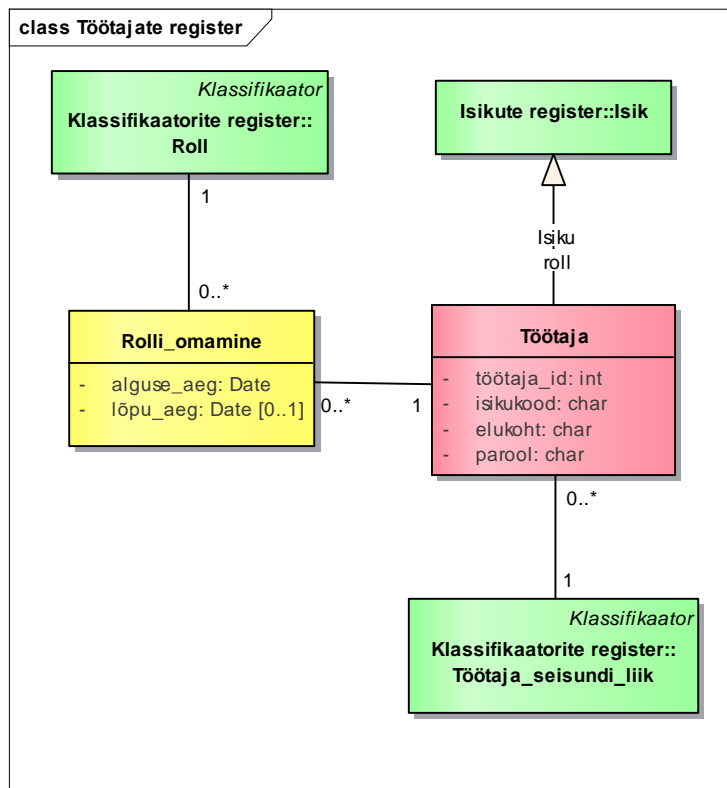 class Töötajate register
Klassifikaator
Klassifikaatorite register::
Roll
Isikute register::Isik
1
Isiku
roll
0..*
Rolli_omamine
- alguse_aeg: Date
- lõpu_aeg: Date [0..1]
0..*
1
Töötaja
- töötaja_id: int
- isikukood: char
- elukoht: char
- parool: char
0..*
1
Klassifikaator
Klassifikaatorite register::
Töötaja_seisundi_liik